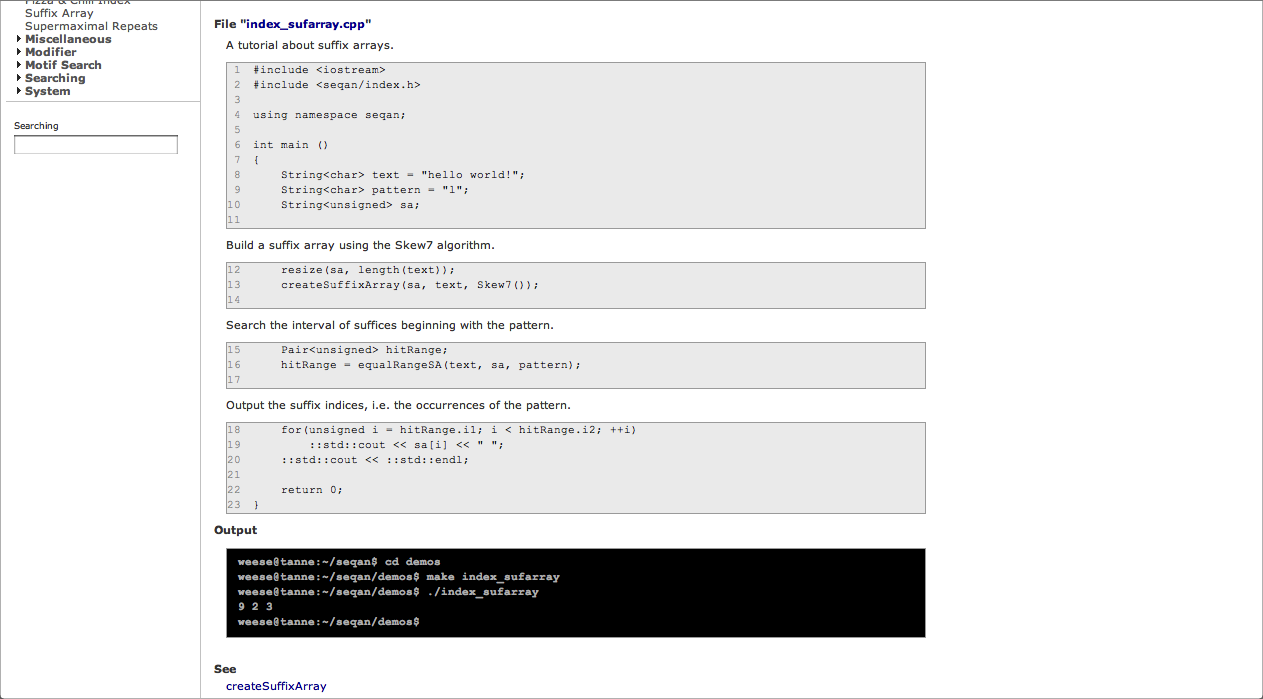 Pizza & Chili Index
Suffix Array
Supermaximal Repeats
Miscellaneous
Modifier
Motif Search
Searching
System
Searching
File "index_sufarray.cpp"
A tutorial about suffix arrays.
1 #include <iostream>
2 #include <seqan/index.h>
3
4 using namespace seqan;
5
6 int main ()
7 {
8 String<char> text = "hello world!";
9 String<char> pattern = "l";
10 String<unsigned> sa;
11
Build a suffix array using the Skew7 algorithm.
12 resize(sa, length(text));
13 createSuffixArray(sa, text, Skew7());
14
Search the interval of suffices beginning with the pattern.
15 Pair<unsigned> hitRange;
16 hitRange = equalRangeSA(text, sa, pattern);
17
Output the suffix indices, i.e. the occurrences of the pattern.
18 for(unsigned i = hitRange.i1; i < hitRange.i2; ++i)
19 ::std::cout << sa[i] << " ";
20 ::std::cout << ::std::endl;
21
22 return 0;
23 }
Output
weese@tanne:~/seqan$ cd demos
weese@tanne:~/seqan/demos$ make index_sufarray
weese@tanne:~/seqan/demos$ ./index_sufarray
9 2 3
weese@tanne:~/seqan/demos$
See
createSuffixArray